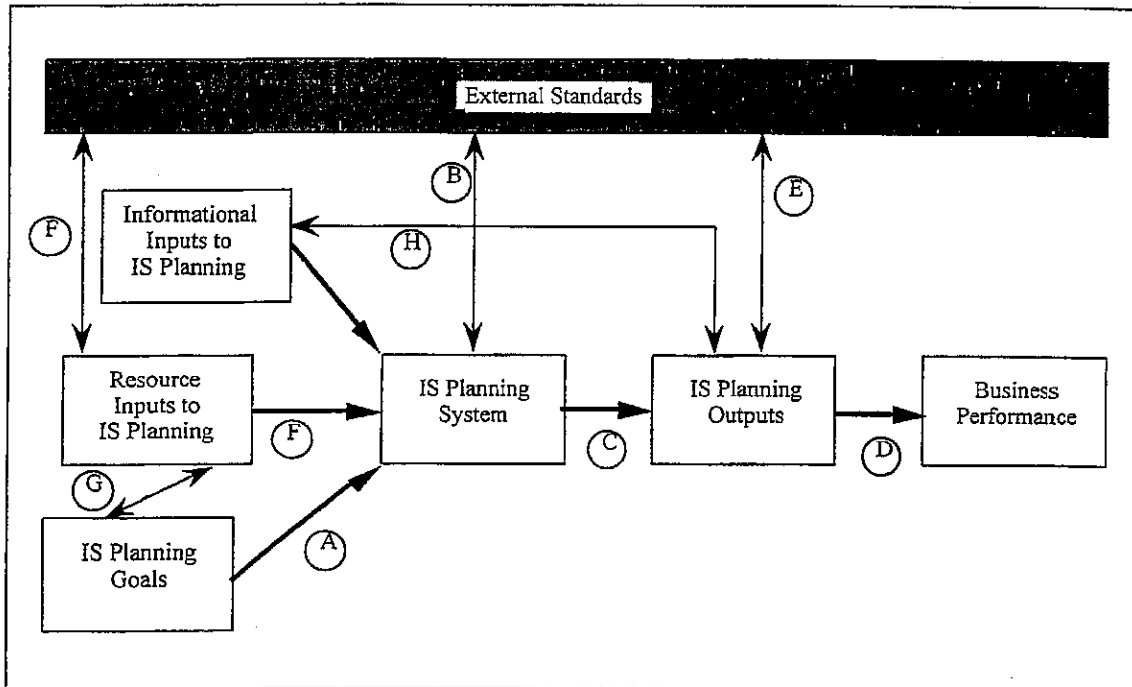 External Standards
B
E
F
Informational
Inputs to
IS Planning
H
Resource
Inputs to
IS Planning
IS Planning
System
IS Planning
Outputs
Business
Performance
F
C
D
G
A
IS Planning
Goals